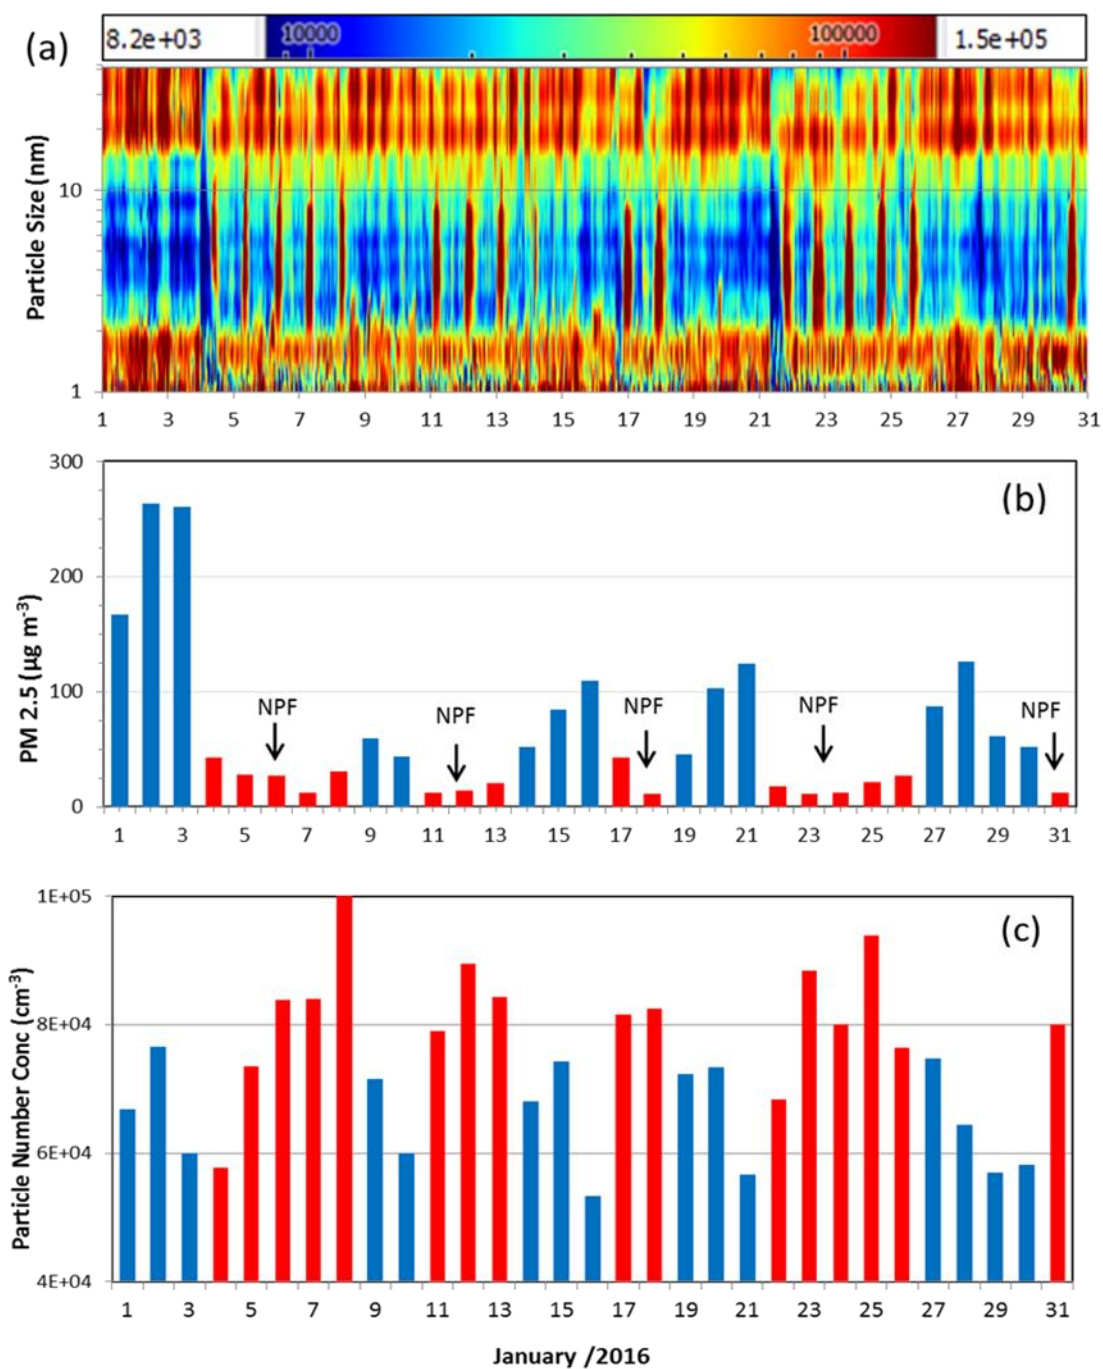 (a)
8.2e+03 10000 100000 1.5e+05
Particle Size (nm)
10
1
1 3 5 7 9 11 13 15 17 19 21 23 25 27 29 31
(b)
PM 2.5 (µg m-3)
300
200
100
0
NPF NPF NPF NPF NPF
1 3 5 7 9 11 13 15 17 19 21 23 25 27 29 31
(c)
Particle Number Conc (cm-3)
1E+05
8E+04
6E+04
4E+04
1 3 5 7 9 11 13 15 17 19 21 23 25 27 29 31
January /2016